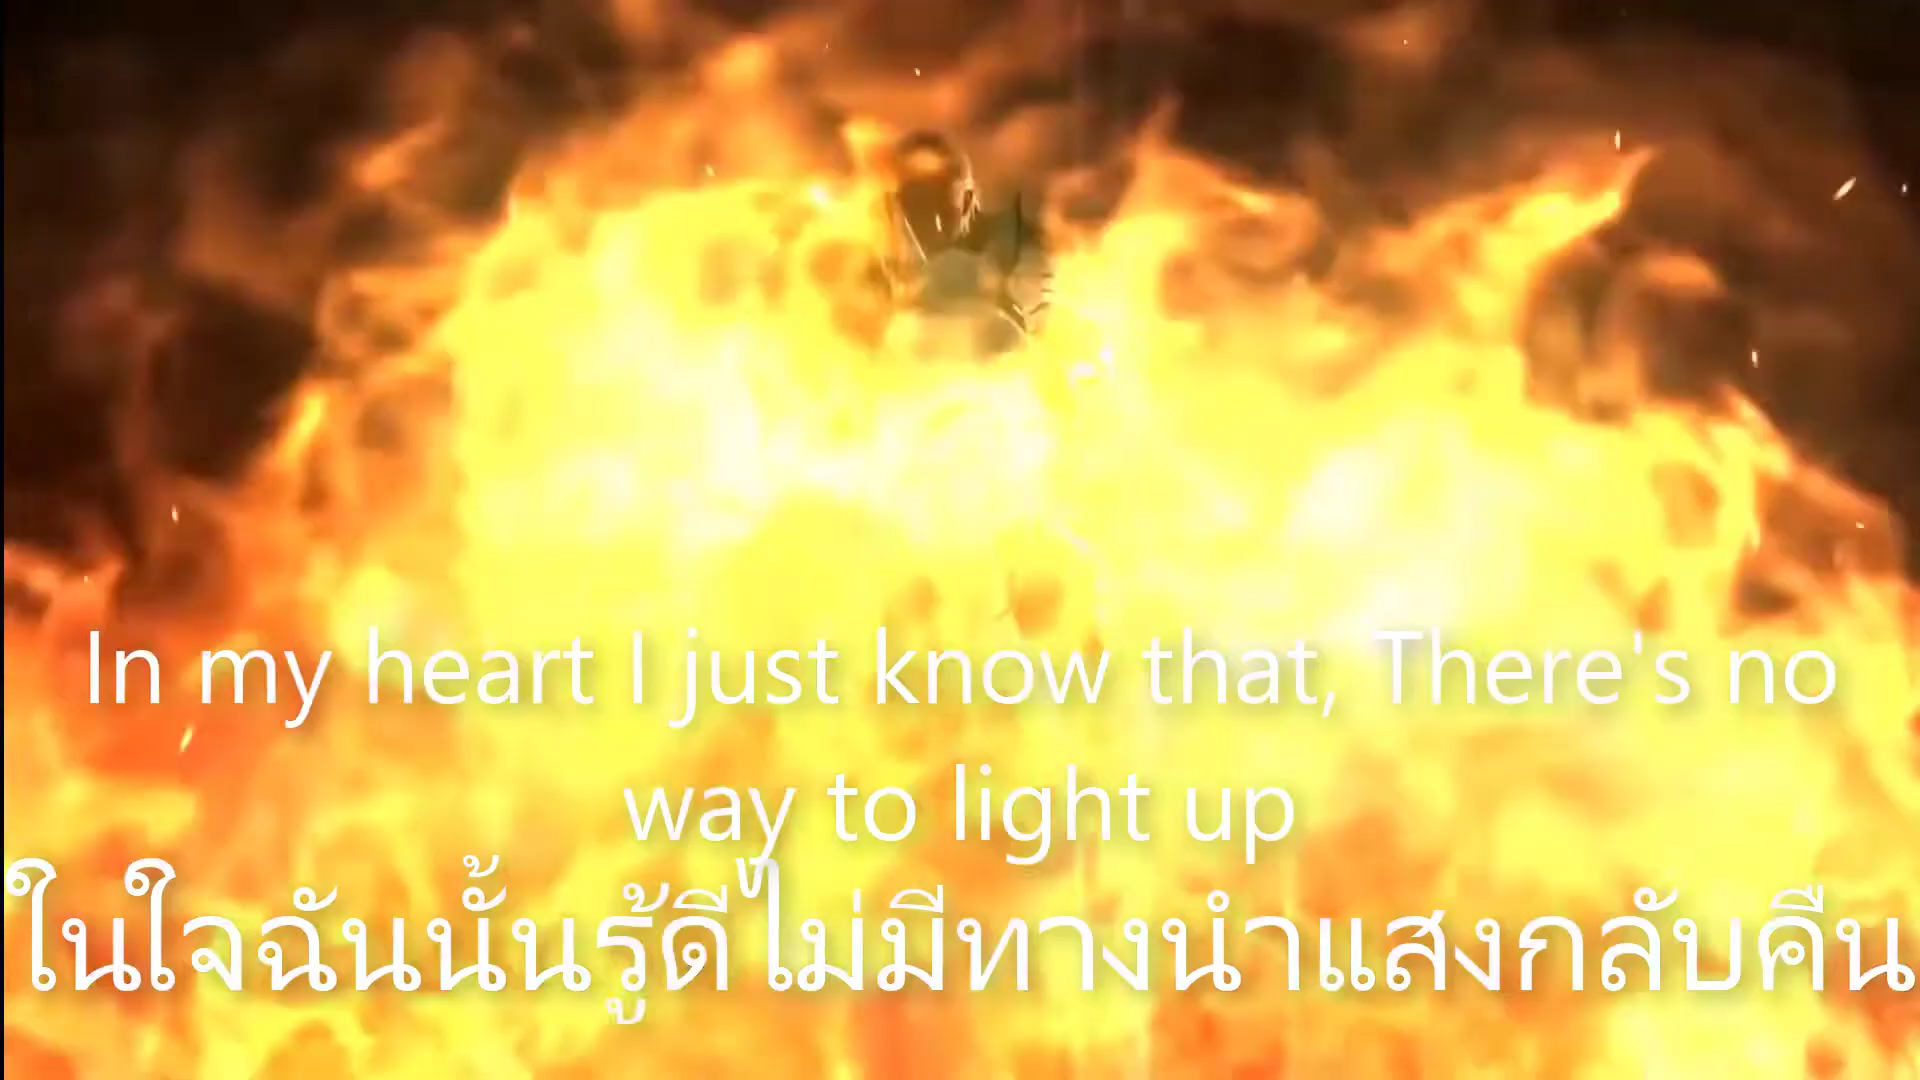 In my heart I just know that, There's no
way to light up
ในใจฉันนั้นรู้ดีไม่มีทางนำแสงกลับคืน